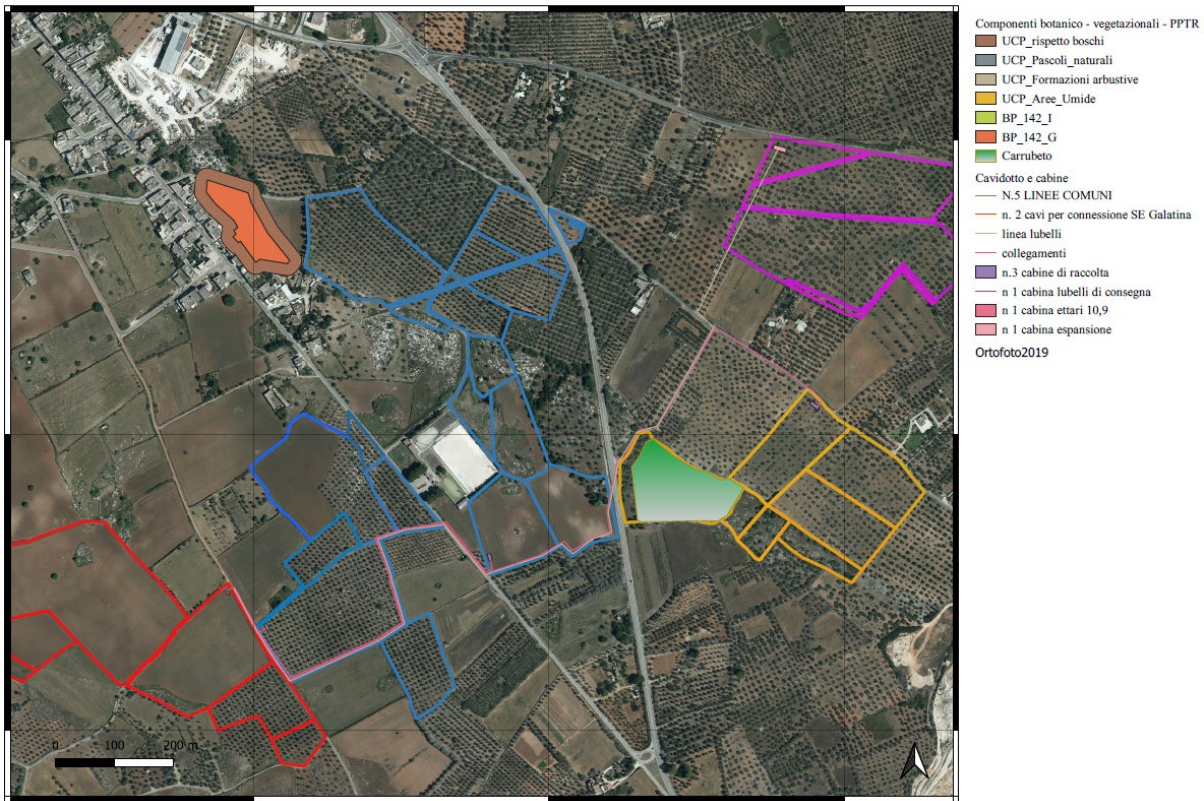 Componenti botanico - vegetazionali - PPTR
UCP_rispetto boschi
UCP_Pascoli_naturali
UCP_Formazioni arbustive
UCP_Aree_Umide
BP_142_I
BP_142_G
Carrubeto
Cavidotto e cabine
N.5 LINEE COMUNI
n. 2 cavi per connessione SE Galatina
linea lubelli
collegamenti
n.3 cabine di raccolta
n 1 cabina lubelli di consegna
n 1 cabina ettari 10,9
n 1 cabina espansione
Ortofoto2019
0 100 200 m